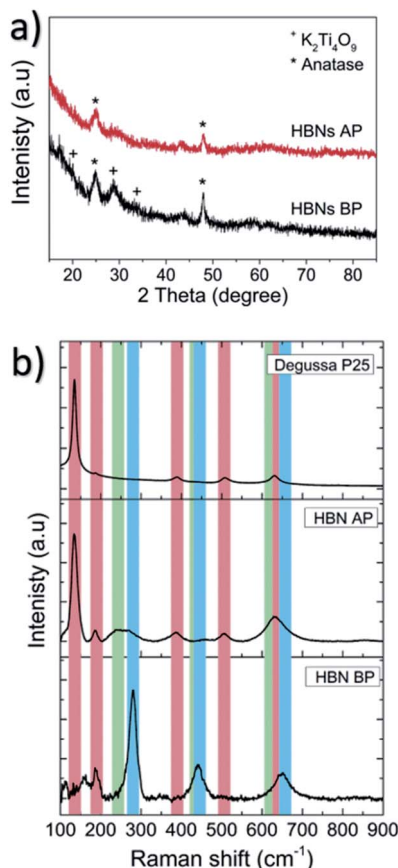 a)
+ K₂Ti₄O₉
* Anatase
*
*
HBNs AP
+
*
+
+
*
HBNs BP
Intenisty (a.u)
20 30 40 50 60 70 80
2 Theta (degree)
b)
Degussa P25
HBN AP
HBN BP
Intenisty (a.u)
100 200 300 400 500 600 700 800 900
Raman shift (cm⁻¹)